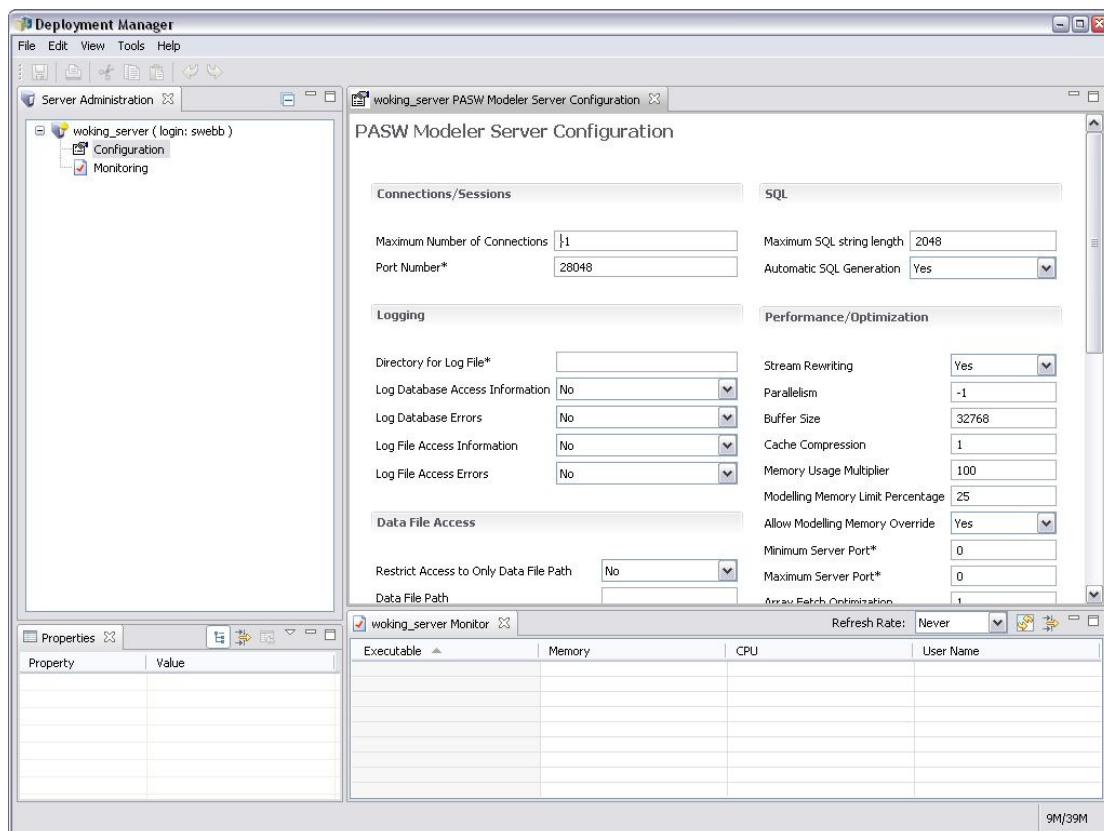 Deployment Manager
File Edit View Tools Help
Server Administration
woking_server ( login: swebb )
Configuration
Monitoring
woking_server PASW Modeler Server Configuration
PASW Modeler Server Configuration
Connections/Sessions
Maximum Number of Connections -1
Port Number* 28048
Logging
Directory for Log File*
Log Database Access Information No
Log Database Errors No
Log File Access Information No
Log File Access Errors No
Data File Access
Restrict Access to Only Data File Path No
Data File Path
SQL
Maximum SQL string length 2048
Automatic SQL Generation Yes
Performance/Optimization
Stream Rewriting Yes
Parallelism -1
Buffer Size 32768
Cache Compression 1
Memory Usage Multiplier 100
Modelling Memory Limit Percentage 25
Allow Modelling Memory Override Yes
Minimum Server Port* 0
Maximum Server Port* 0
Array Fetch Optimization 1
Properties
Property Value
woking_server Monitor Refresh Rate: Never
Executable Memory CPU User Name
9M/39M